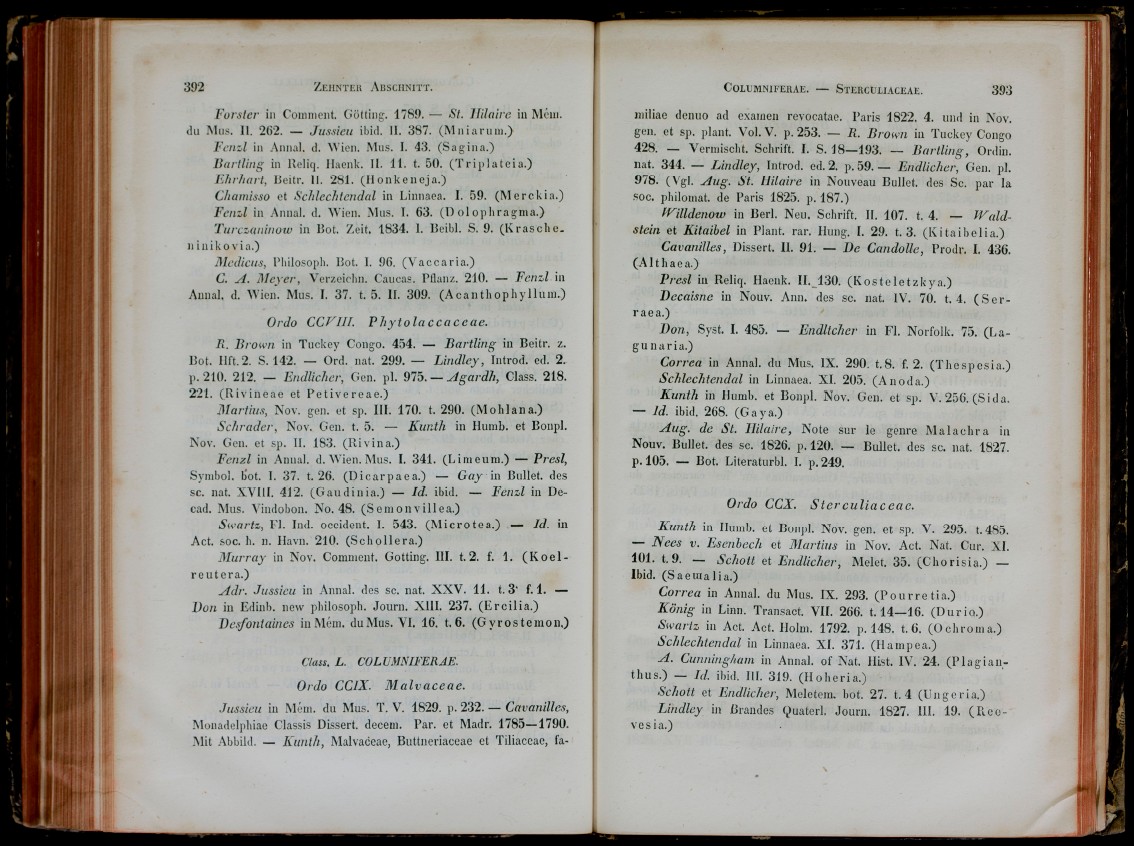 392 ZEHNTER ABSCHNITT.
Forster in Comment. Götting. 1789. — St. Hilaire in Mém.
du Mus. II. 262. — Jussieu ibid. II. 387. (Mniarum.)
Fenzl in Annal. d. Wien. Mus. I. 43. (Sagina.)
Bartling in Reliq. Haenk. II. 11. t. 50. (Triplateia.)
Ehrhart, Beitr. II. 281. (Honkeneja.)
Chamisso et Schlechtendal in Linnaea. I. 59. (Merckia.)
Fenzl in Annal. d. Wien. Mus. I. 63. (Dolophragma.)
Turczaninow in Bot. Zeit. 1834. I. Beibl. S. 9. (Krasche-
ninikovia.)
Medicus, Philosoph. Bot. I. 96. (Vaccaria.)
C. A. Meyer, Verzeichn. Caucas. Pflanz. 210. — Fenzl in
Annal. d. Wien. Mus. I. 37. t. 5. II. 309. (Acanthophyllum.)
Ordo CCVIII. Phytolaccaceae.
R. Brown in Tuckey Congo. 454. — Bartling in Beitr. z.
Bot. Hft. 2. S. 142. — Ord. nat. 299. — Lindley, Introd. ed. 2.
p. 210. 212. — Endlicher, Gen. pl. 975. — Agardh, Class. 218.
221. (Rivineae et Petivereae.)
Martius, Nov. gen. et sp. III. 170. t. 290. (Mohlana.)
Schrader, Nov. Gen. t. 5. — Kunth in Humb. et Bonpl.
Nov. Gen. et sp. II. 183. (Rivina.)
Fenzl in Annal. d. Wien. Mus. I. 341. (Limeum.) — Presl,
Symbol. bot. I. 37. t. 26. (Dicarpaea.) — Gay in Bullet. des
sc. nat. XVIII. 412. (Gaudinia.) — Id. ibid. — Fenzl in De-
cad. Mus. Vindobon. No. 48. (Semonvillea.)
Swartz, Fl. Ind. occident. I. 543. (Microtea.) — Id. in
Act. soc. h. n. Havn. 210. (Schollera.)
Murray in Nov. Comment. Gotting. III. t. 2. f. 1. (Koel-
reutera.)
Adr. Jussieu in Annal. des sc. nat. XXV. 11. t. 3' f. 1. —
Don in Edinb. new philosoph. Journ. XIII. 237. (Ercilia.)
Desfontaines in Mém. du Mus. VI. 16. t. 6. (Gyrostemon.)
Class. L. COLUMNIFERAE.
Ordo CCIX. Malvaceae.
Jussieu in Mém. du Mus. T. V. 1829. p. 232. — Cavanilles,
Monadelphiae Classis Dissert. decem. Par. et Madr. 1785—1790.
Mit Abbild. — Kunth, Malvaceae, Buttneriaceae et Tiliaceae, fa-
COLUMNIFERAE. — STERCULIACEAE. 393
miliae denuo ad examen revocatae. Paris 1822. 4. und in Nov.
gen. et sp. plant. Vol. V. p. 253. — R. Brown in Tuckey Congo
428. — Vermischt. Schrift. I. S. 18—193. — Bartling, Ordin.
nat. 344. — Lindley, Introd. ed. 2. p. 59. — Endlicher, Gen. pl.
978. (Vgl. Aug. St. Hilaire in Nouveau Bullet. des Sc. par la
soc. philomat. de Paris 1825. p. 187.)
Willdenow in Berl. Neu. Schrift. II. 107. t. 4. — Wald-
stein et Kitaibel in Plant. rar. Hung. I. 29. t. 3. (Kitaibelia.)
Cavanilles, Dissert. II. 91. — De Candolle, Prodr. I. 436.
(Althaea.)
Presl in Reliq. Haenk. II. 130. (Kosteletzkya.)
Decaisne in Nouv. Ann. des sc. nat. IV. 70. t. 4. (Ser-
raea.)
Don, Syst. I. 485. — Endltcher in Fl. Norfolk. 75. (La-
gunaria.)
Correa in Annal. du Mus. IX. 290. t. 8. f. 2. (Thespesia.)
Schlechtendal in Linnaea. XI. 205. (Anoda.)
Kunth in Humb. et Bonpl. Nov. Gen. et sp. V. 256. (Sida.
— Id. ibid. 268. (Gaya.)
Aug. de St. Hilaire, Note sur le genre Malachra in
Nouv. Bullet. des sc. 1826. p. 120. — Bullet. des sc. nat. 1827.
p. 105. — Bot. Literaturbl. I. p. 249.
Ordo CCX. Sterculiaceae.
Kunth in Humb. et Bonpl. Nov. gen. et sp. V. 295. t. 485.
— Nees v. Esenbech et Martius in Nov. Act. Nat. Cur. XI.
101. t. 9. — Schott et Endlicher, Melet. 35. (Chorisia.) —
Ibid. (Saemalia.)
Correa in Annal. du Mus. IX. 293. (Pourretia.)
König in Linn. Transact. VII. 266. t. 14—16. (Durio.)
Swartz in Act. Act. Holm. 1792. p. 148. t. 6. (Ochroma.)
Schlechtendal in Linnaea. XI. 371. (Hampea.)
A. Cunningham in Annal. of Nat. Hist. IV. 24. (Plagian-
thus.) — Id. ibid. III. 319. (Hoheria.)
Schott et Endlicher, Meletem. bot. 27. t. 4 (Ungeria.)
Lindley in Brandes Quaterl. Journ. 1827. III. 19. (Reo-
vesia.)